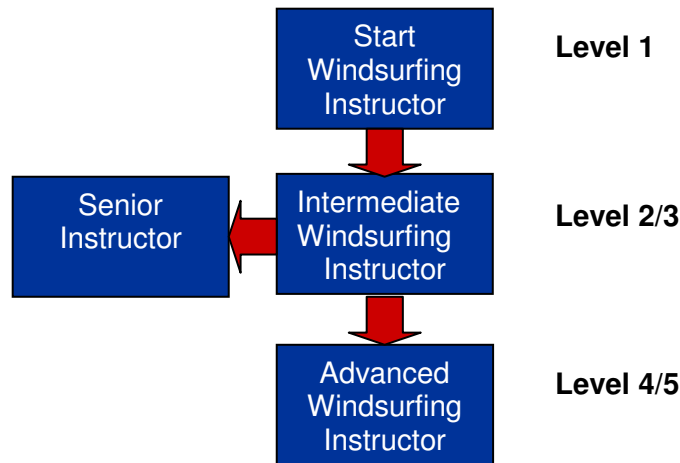 Start
Windsurfing
Instructor
Level 1
Senior
Instructor
Intermediate
Windsurfing
Instructor
Level 2/3
Advanced
Windsurfing
Instructor
Level 4/5